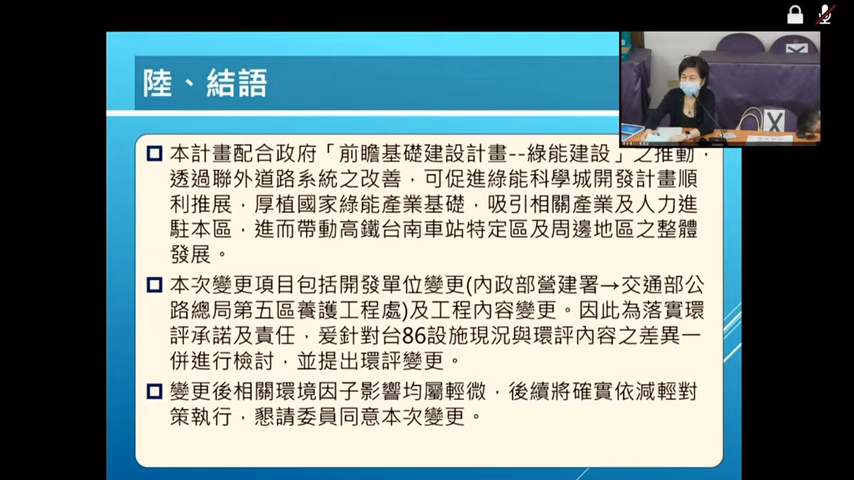 陸、結語
本計畫配合政府「前瞻基礎建設計畫--綠能建設」之推動，
透過聯外道路系統之改善，可促進綠能科學城開發計畫順
利推展，厚植國家綠能產業基礎，吸引相關產業及人力進
駐本區，進而帶動高鐵台南車站特定區及周邊地區之整體
發展。
本次變更項目包括開發單位變更(內政部營建署→交通部公
路總局第五區養護工程處)及工程內容變更。因此為落實環
評承諾及責任，爰針對台86設施現況與環評內容之差異一
併進行檢討，並提出環評變更。
變更後相關環境因子影響均屬輕微，後續將確實依減輕對
策執行，懇請委員同意本次變更。
X